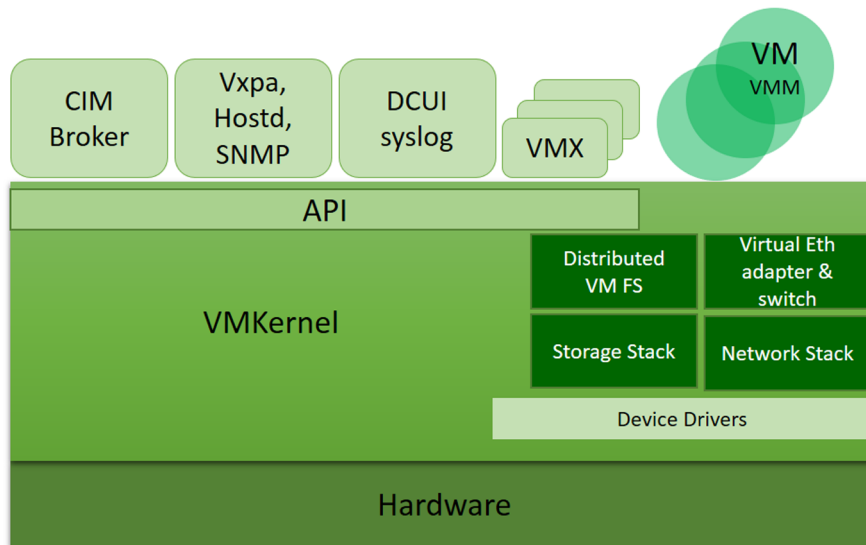 CIM
Broker
Vxpa,
Hostd,
SNMP
DCUI
syslog
VMX
VM
VMM
API
VMKernel
Distributed
VM FS
Virtual Eth
adapter &
switch
Storage Stack
Network Stack
Device Drivers
Hardware